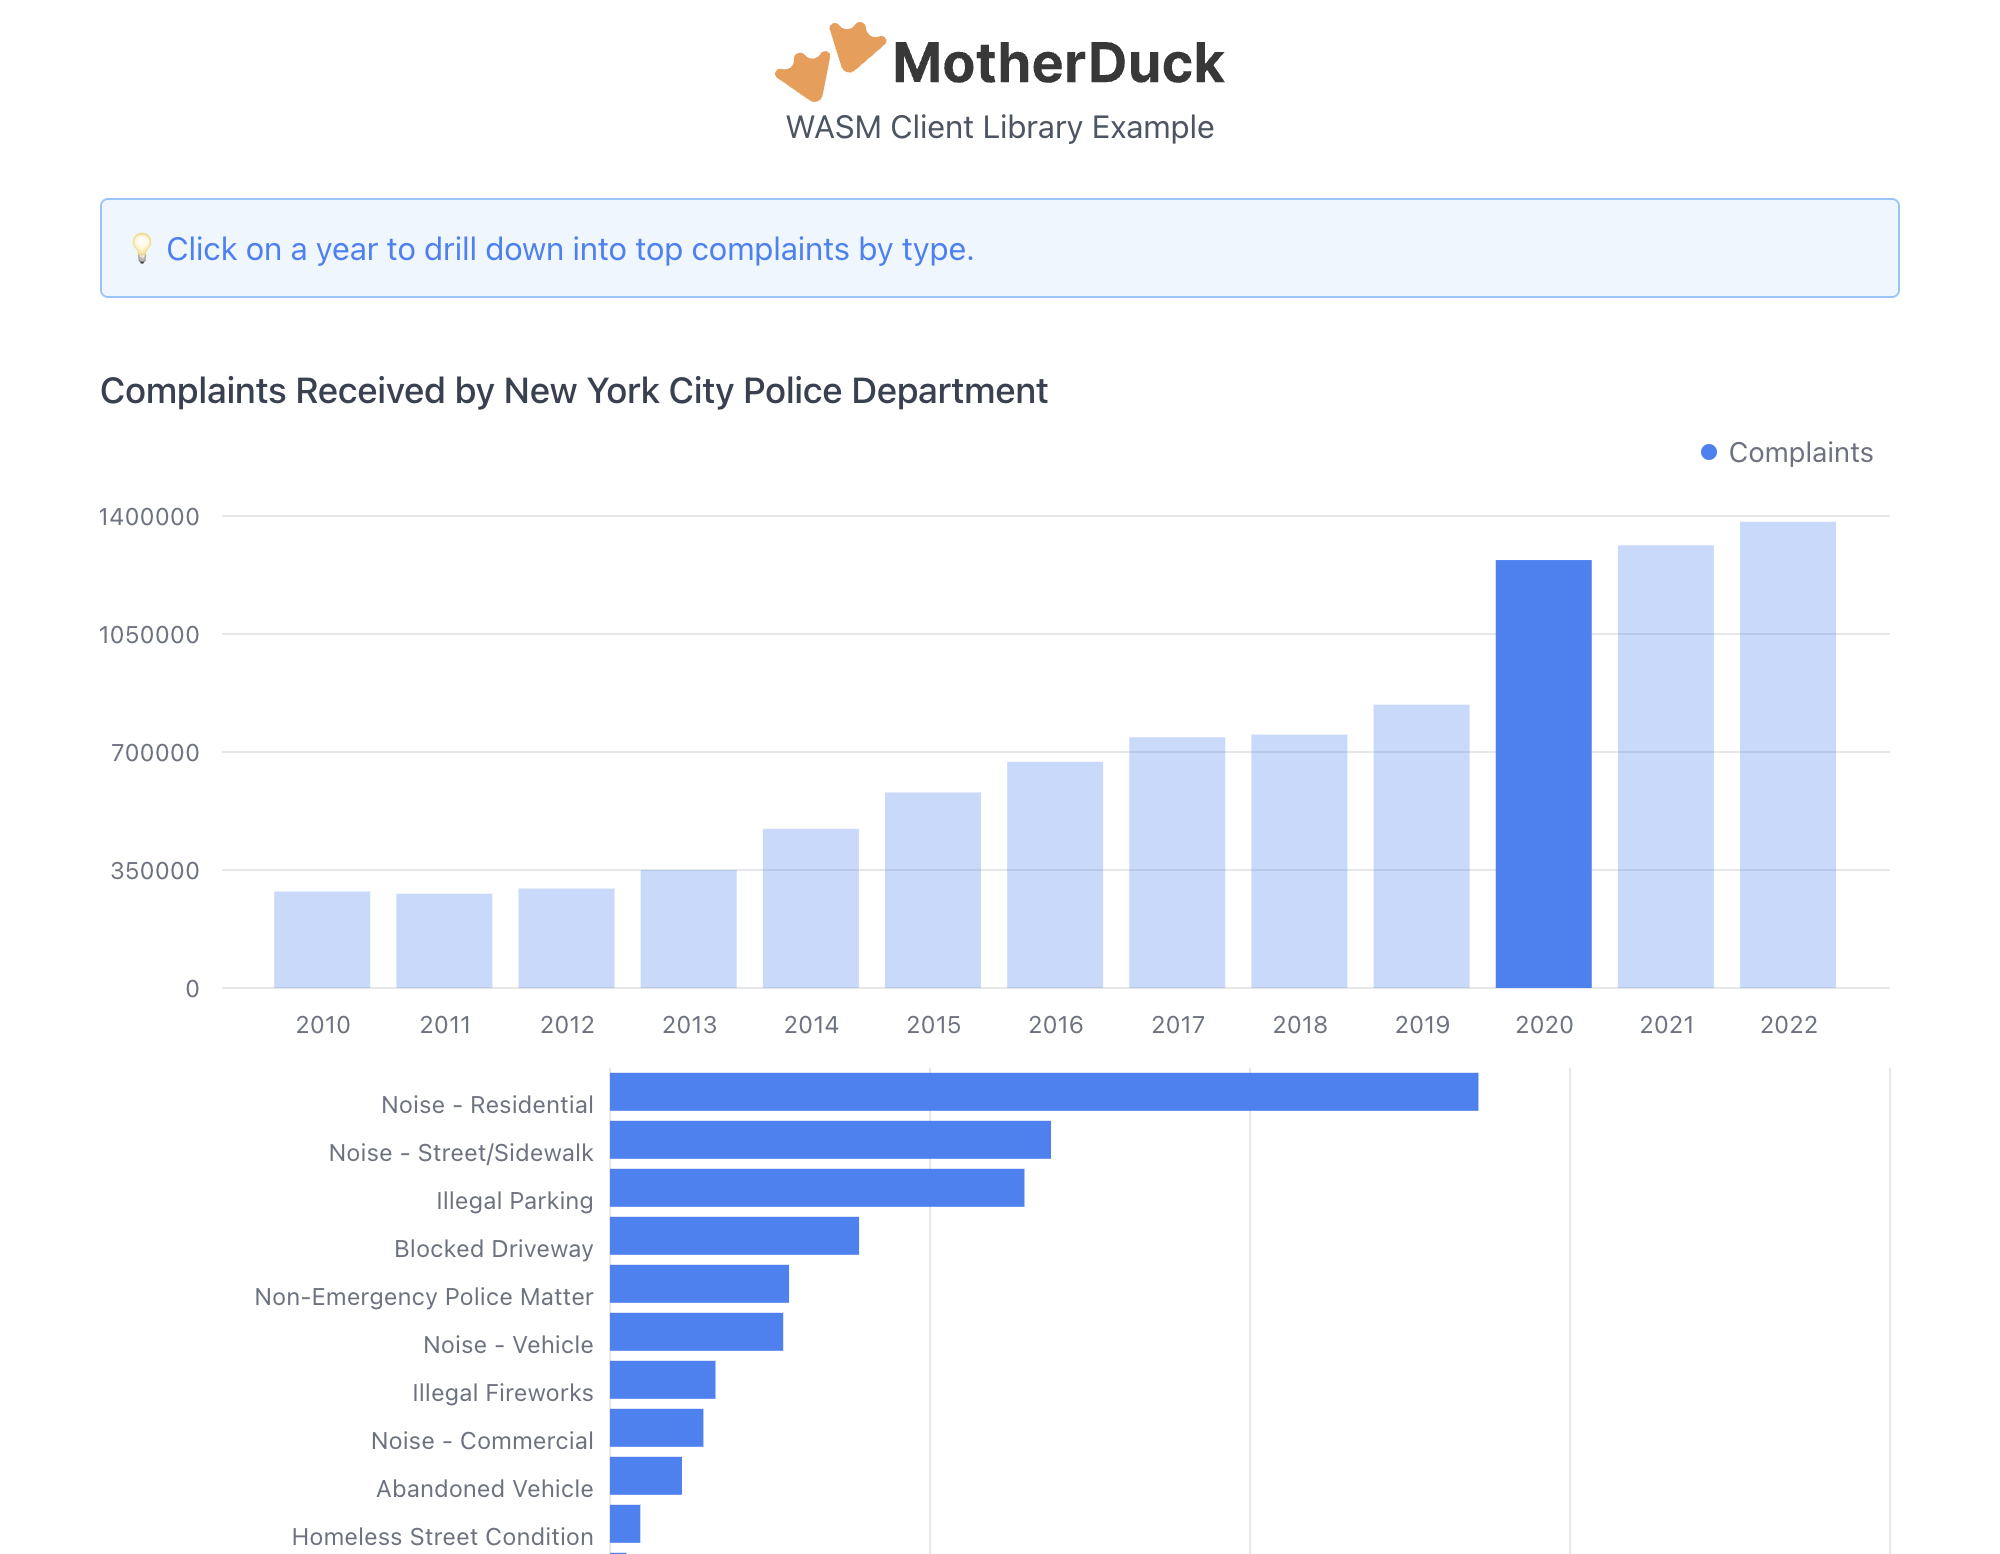 MotherDuck
WASM Client Library Example
💡 Click on a year to drill down into top complaints by type.
Complaints Received by New York City Police Department
Complaints
1400000
1050000
700000
350000
0
2010 2011 2012 2013 2014 2015 2016 2017 2018 2019 2020 2021 2022
Noise - Residential
Noise - Street/Sidewalk
Illegal Parking
Blocked Driveway
Non-Emergency Police Matter
Noise - Vehicle
Illegal Fireworks
Noise - Commercial
Abandoned Vehicle
Homeless Street Condition